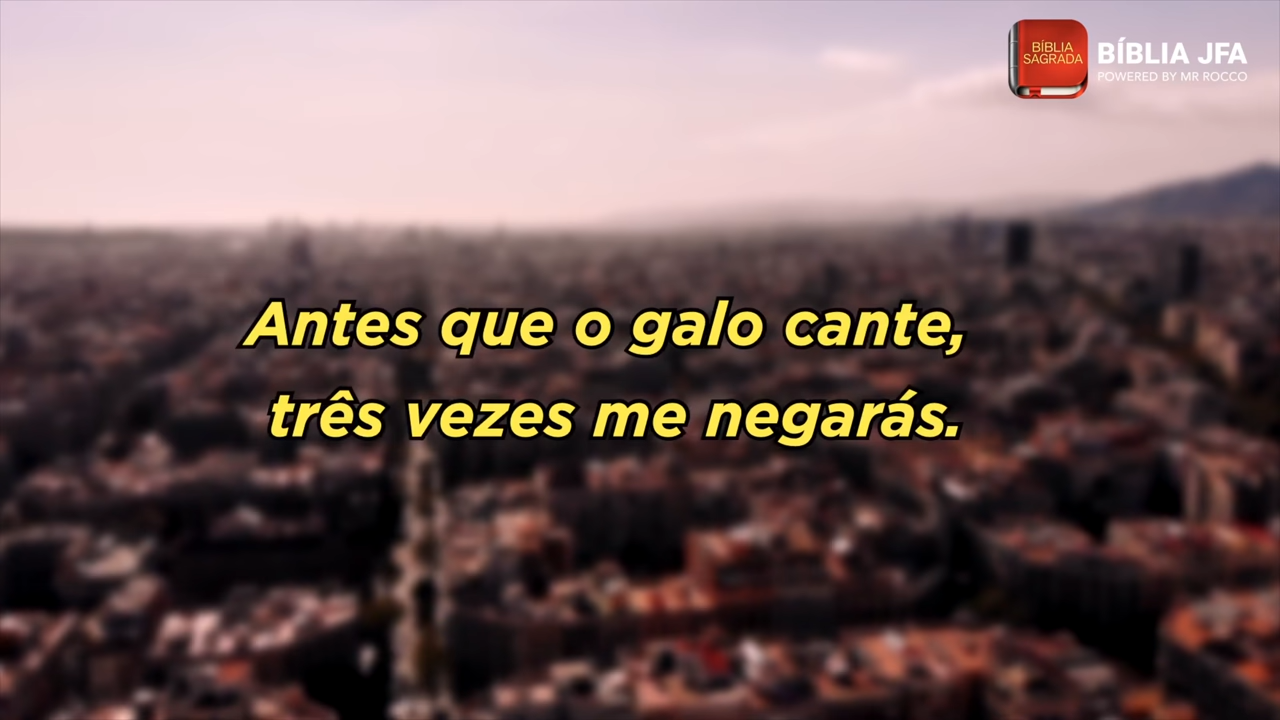 BÍBLIA
SAGRADA
BÍBLIA JFA
POWERED BY MR ROCCO
Antes que o galo cante,
três vezes me negarás.